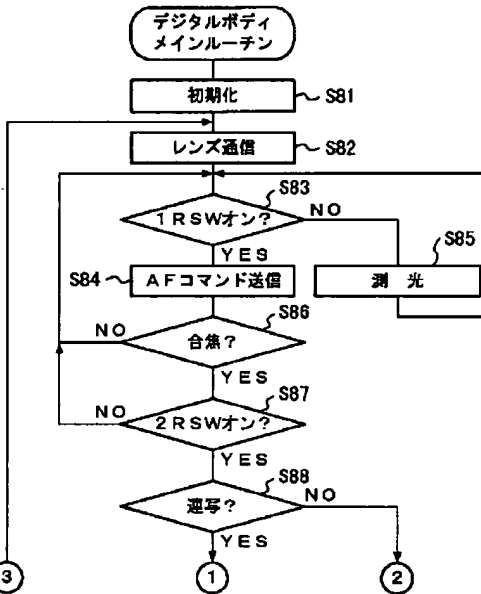 デジタルボディ
メインルーチン
初期化
S81
レンズ通信
S82
S83
1RSWオン?
NO
YES
S85
S84
AFコマンド送信
測 光
S86
NO
合焦?
YES
S87
NO
2RSWオン?
YES
S88
連写?
NO
YES
3
1
2